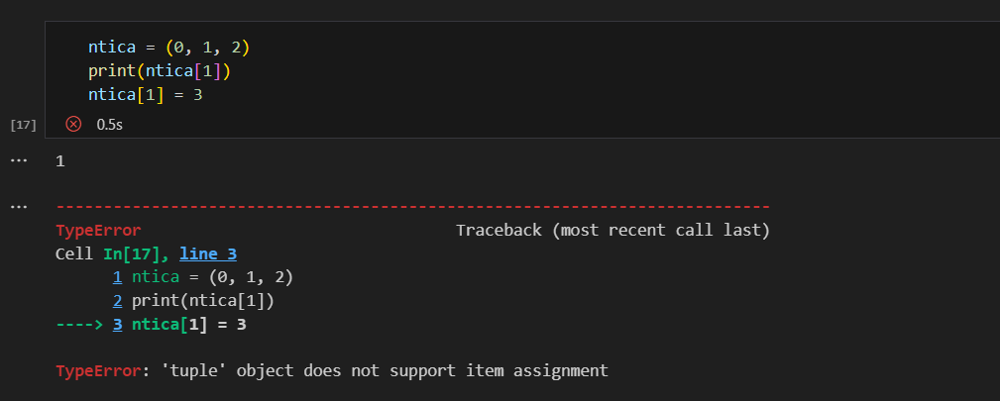 ntica = (0, 1, 2)
print(ntica[1])
ntica[1] = 3
[17] 0.5s
... 1
...
---------------------------------------------------------------------------
TypeError Traceback (most recent call last)
Cell In[17], line 3
1 ntica = (0, 1, 2)
2 print(ntica[1])
----> 3 ntica[1] = 3
TypeError: 'tuple' object does not support item assignment